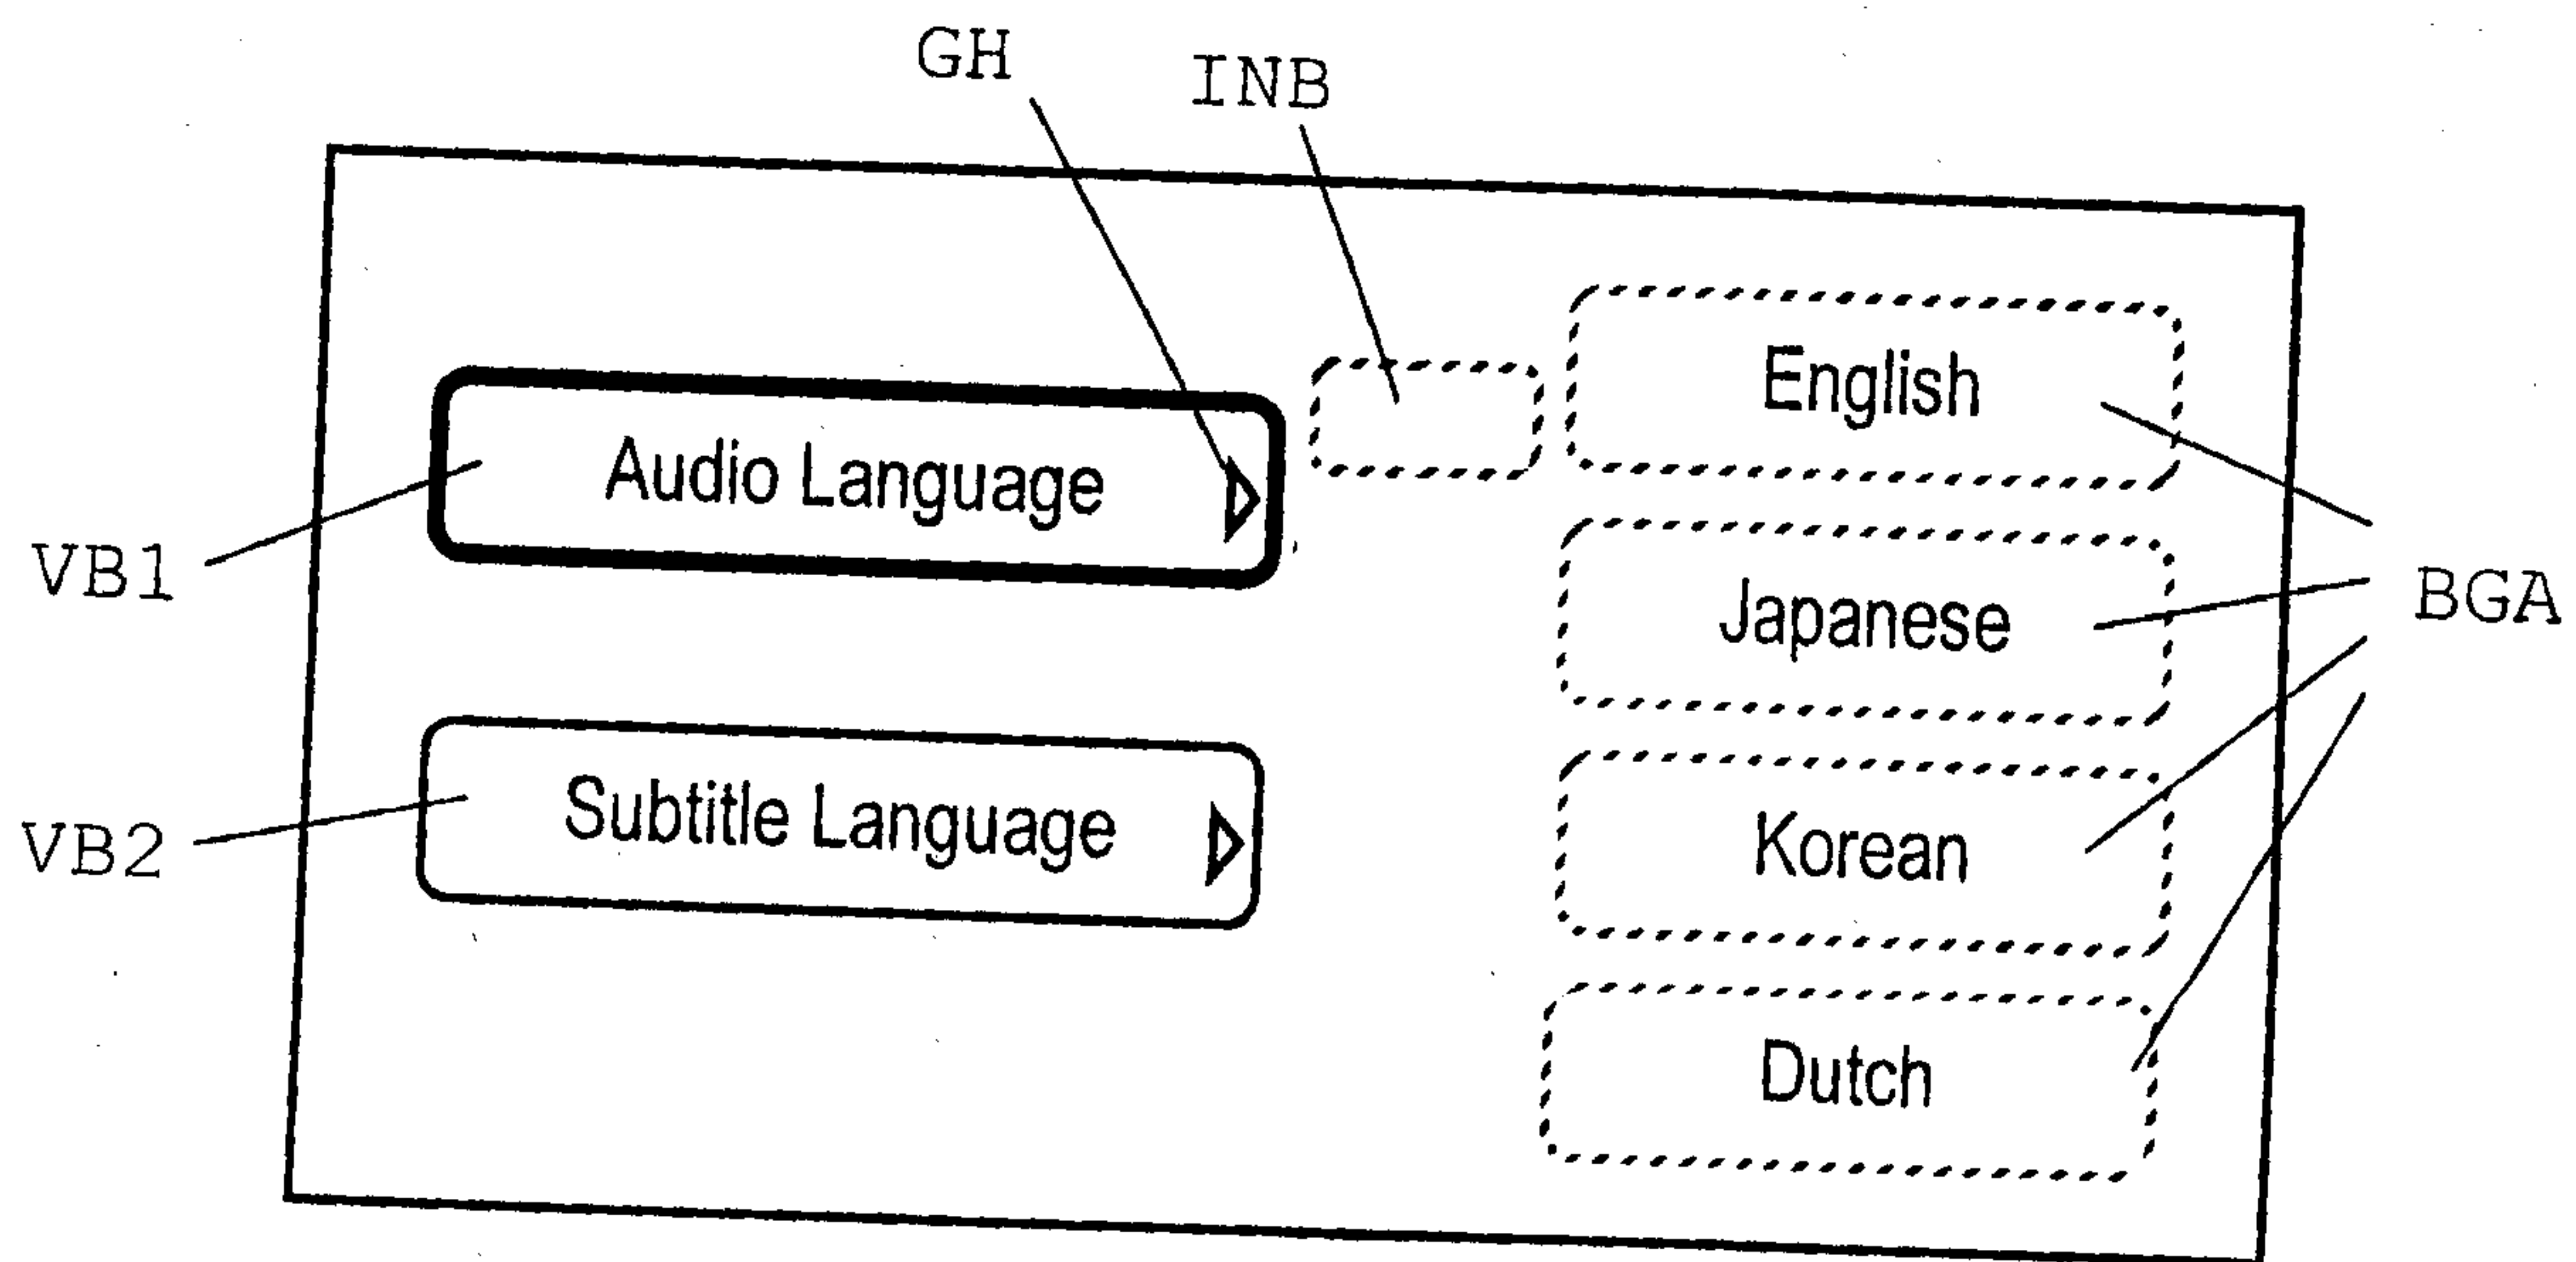 GH
INB
English
Audio Language
VB1
Japanese
BGA
Subtitle Language
VB2
Korean
Dutch